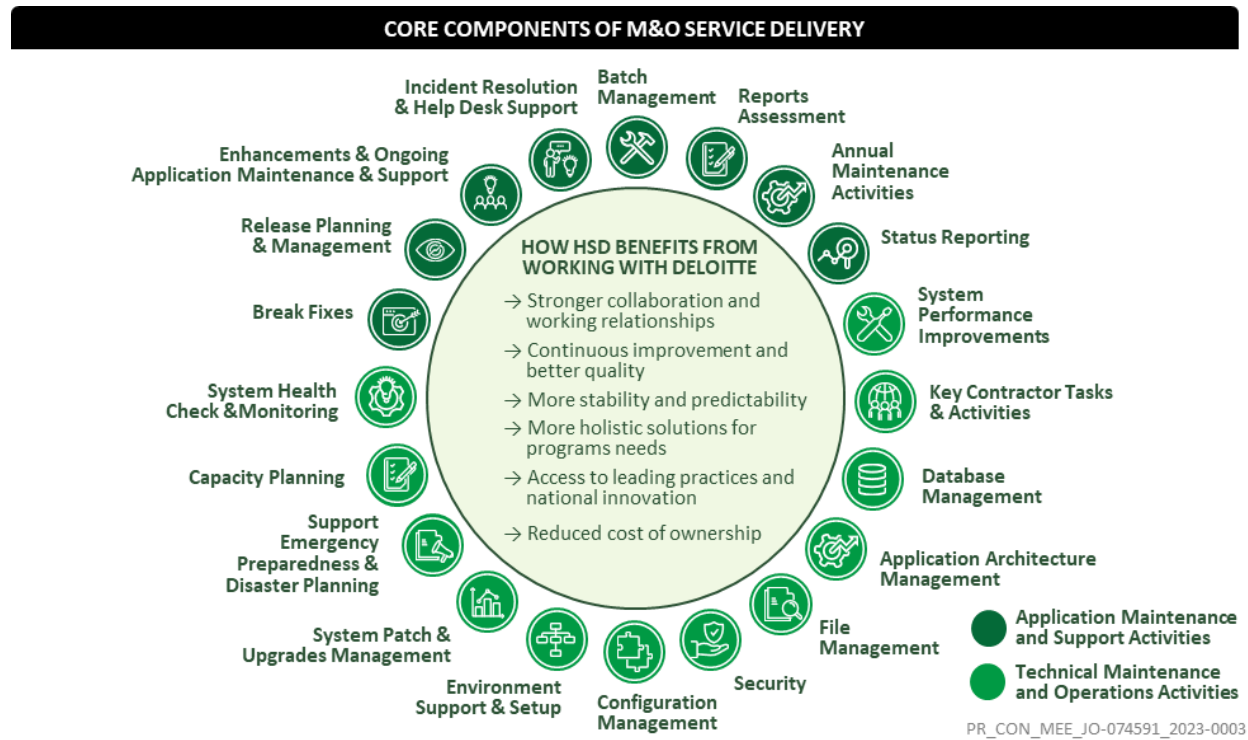 CORE COMPONENTS OF M&O SERVICE DELIVERY
Batch
Management
Reports
Assessment
Annual
Maintenance
Activities
Status Reporting
System
Performance
Improvements
Key Contractor Tasks
& Activities
Database
Management
Application Architecture
Management
File
Management
Security
Configuration
Management
Environment
Support & Setup
System Patch &
Upgrades Management
Support
Emergency
Preparedness &
Disaster Planning
Capacity Planning
System Health
Check &Monitoring
Break Fixes
Release Planning
& Management
Enhancements & Ongoing
Application Maintenance & Support
Incident Resolution
& Help Desk Support
HOW HSD BENEFITS FROM
WORKING WITH DELOITTE
→ Stronger collaboration and
working relationships
→ Continuous improvement and
better quality
→ More stability and predictability
→ More holistic solutions for
programs needs
→ Access to leading practices and
national innovation
→ Reduced cost of ownership
Application Maintenance
and Support Activities
Technical Maintenance
and Operations Activities
PR_CON_MEE_JO-074591_2023-0003